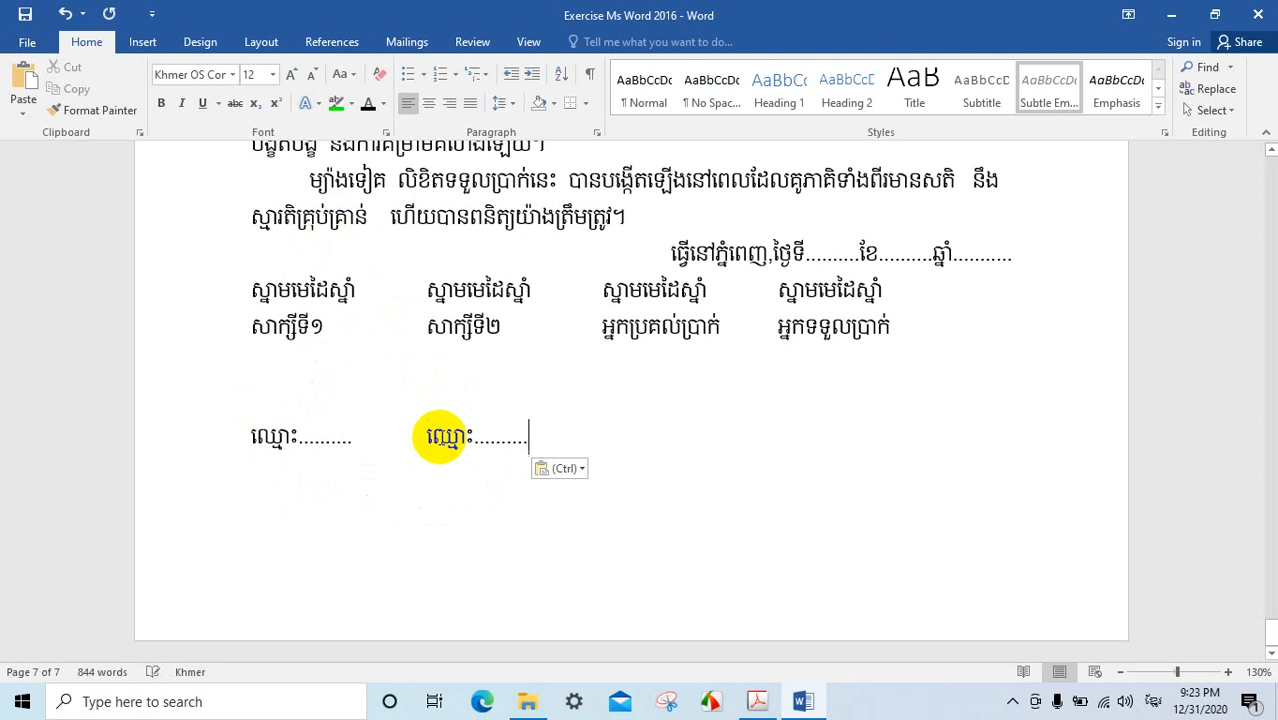 Exercise Ms Word 2016 - Word
File Home Insert Design Layout References Mailings Review View Tell me what you want to do... Sign in Share
Paste Cut Copy Format Painter Clipboard
Khmer OS Cor 12 Font
Paragraph
AaBbCcDc AaBbCcDc AaBbCc AaBbCcD AaB AaBbCcD AaBbCcDc AaBbCcDc
¶ Normal ¶ No Spac... Heading Heading 2 Title Subtitle Subtle Em... Emphasis
Styles
Find Replace Select Editing
ម្យ៉ាងទៀត លិខិតទទួលប្រាក់នេះ បានបង្កើតឡើងនៅពេលដែលគូភាគិទាំងពីរមានសតិ នឹង
ស្មារតិគ្រុប់គ្រាន់ ហើយបានពនិត្យយ៉ាងត្រឹមត្រូវ។
ធ្វើនៅភ្នំពេញ,ថ្ងៃទី..........ខែ..........ឆ្នាំ...........
ស្នាមមេដៃស្នាំ ស្នាមមេដៃស្នាំ ស្នាមមេដៃស្នាំ ស្នាមមេដៃស្នាំ
សាក្សីទី១ សាក្សីទី២ អ្នកប្រគល់ប្រាក់ អ្នកទទួលប្រាក់
ឈ្មោះ.......... ឈ្មោះ..........
(Ctrl)
Page 7 of 7 844 words Khmer 130%
Type here to search
9:23 PM
12/31/2020